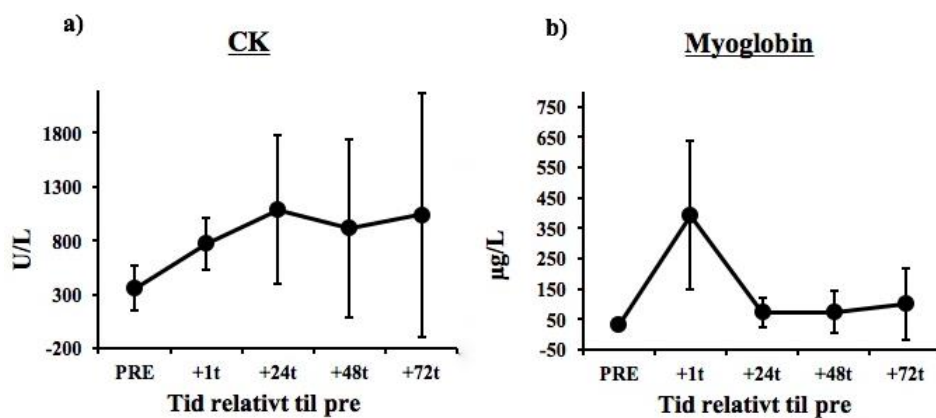 a)
CK
U/L
1800
1300
800
300
-200
PRE +1t +24t +48t +72t
Tid relativt til pre
b)
Myoglobin
µg/L
750
650
550
450
350
250
150
50
-50
PRE +1t +24t +48t +72t
Tid relativt til pre